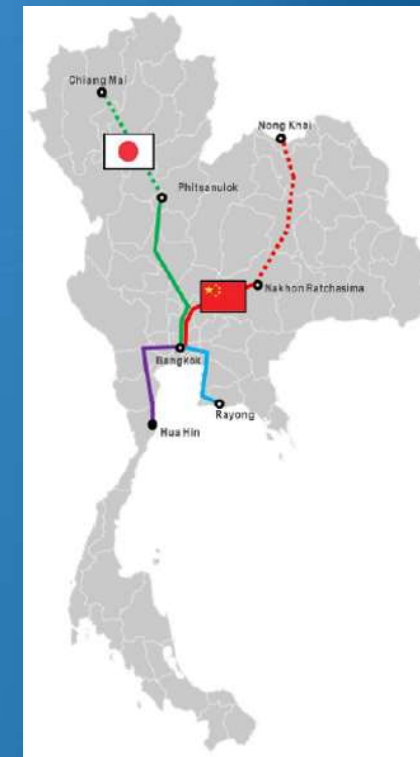 Chiang Mai
Nong Khai
Phitsanulok
Nakhon Ratchasima
Bangkok
Rayong
Hua Hin